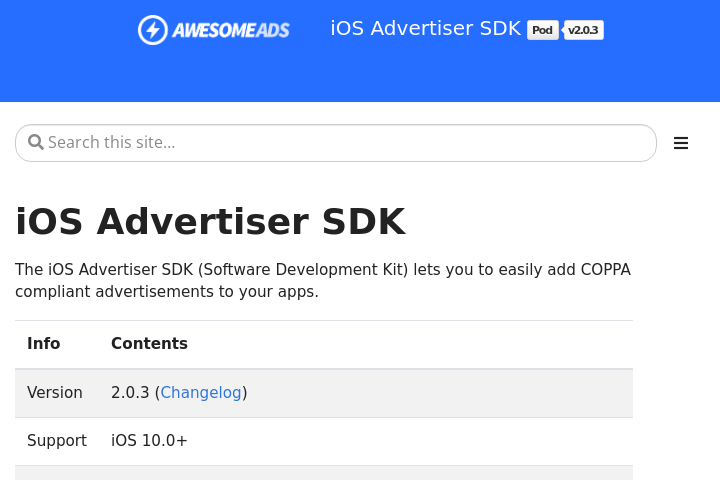 AWESOMEADS iOS Advertiser SDK Pod v2.0.3
Search this site...
iOS Advertiser SDK
The iOS Advertiser SDK (Software Development Kit) lets you to easily add COPPA
compliant advertisements to your apps.
Info Contents
Version 2.0.3 (Changelog)
Support iOS 10.0+